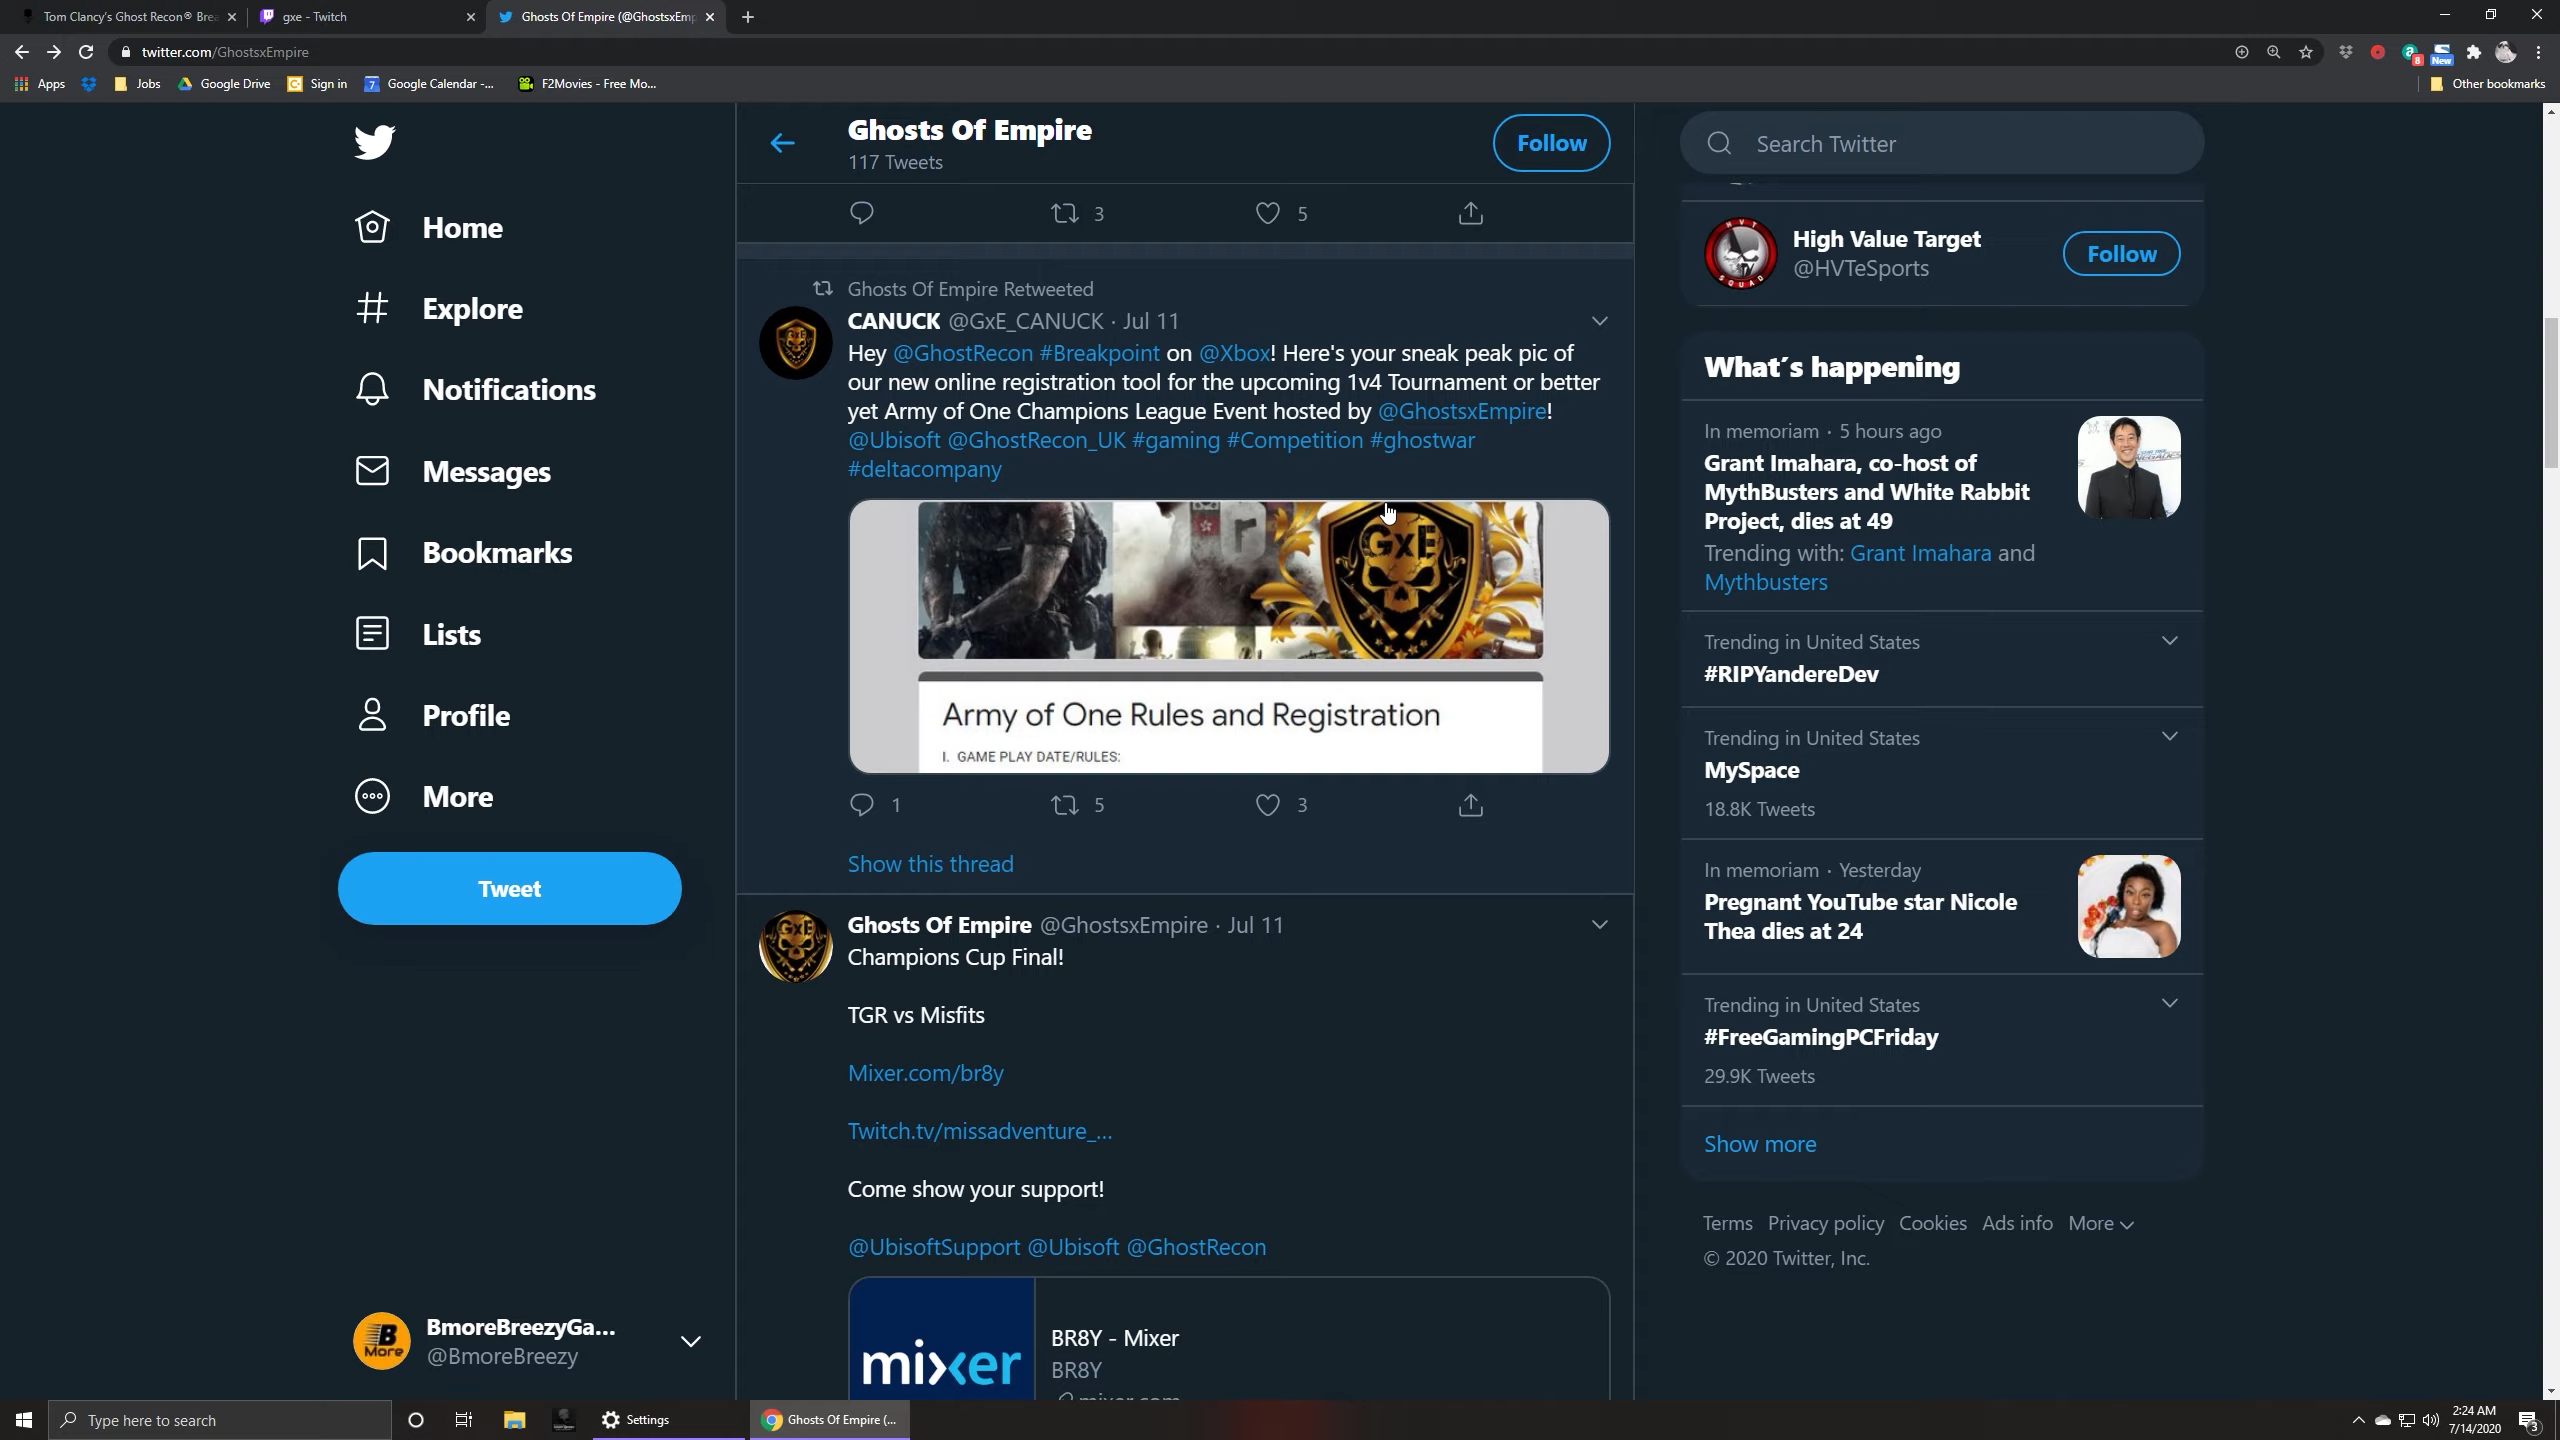 Tom Clancy's Ghost Recon® Brea
gxe - Twitch
Ghosts Of Empire (@GhostsxEmp
twitter.com/GhostsxEmpire
8
New
Apps
Jobs
Google Drive
Sign in
7
Google Calendar -...
F2Movies - Free Mo...
Other bookmarks
Home
Explore
Notifications
Messages
Bookmarks
Lists
Profile
More
Tweet
B
More
BmoreBreezyGa...
@BmoreBreezy
Ghosts Of Empire
117 Tweets
Follow
3
5
Ghosts Of Empire Retweeted
CANUCK @GxE_CANUCK · Jul 11
Hey @GhostRecon #Breakpoint on @Xbox! Here's your sneak peak pic of
our new online registration tool for the upcoming 1v4 Tournament or better
yet Army of One Champions League Event hosted by @GhostsxEmpire!
@Ubisoft @GhostRecon_UK #gaming #Competition #ghostwar
#deltacompany
GxE
Army of One Rules and Registration
I. GAME PLAY DATE/RULES:
1
5
3
Show this thread
GxE
Ghosts Of Empire @GhostsxEmpire · Jul 11
Champions Cup Final!
TGR vs Misfits
Mixer.com/br8y
Twitch.tv/missadventure_...
Come show your support!
@UbisoftSupport @Ubisoft @GhostRecon
mixer
BR8Y - Mixer
BR8Y
mixer.com
Search Twitter
HVT
SQUAD
High Value Target
@HVTeSports
Follow
What's happening
In memoriam · 5 hours ago
Grant Imahara, co-host of
MythBusters and White Rabbit
Project, dies at 49
Trending with: Grant Imahara and
Mythbusters
Trending in United States
#RIPYandereDev
Trending in United States
MySpace
18.8K Tweets
In memoriam · Yesterday
Pregnant YouTube star Nicole
Thea dies at 24
Trending in United States
#FreeGamingPCFriday
29.9K Tweets
Show more
Terms Privacy policy Cookies Ads info More
© 2020 Twitter, Inc.
Type here to search
Settings
Ghosts Of Empire (...
2:24 AM
7/14/2020
3